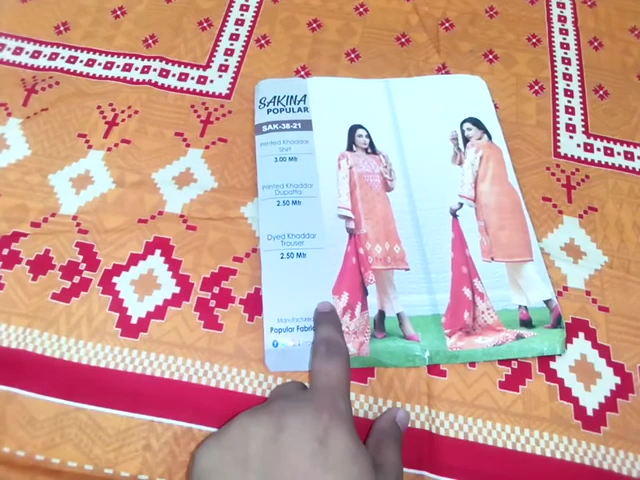 SAKINA
POPULAR
SAK-38-21
Printed Khaddar
Shirt
3.00 Mtr
Printed Khaddar
Dupatta
2.50 Mtr
Dyed Khaddar
Trouser
2.50 Mtr
Popular Fabric